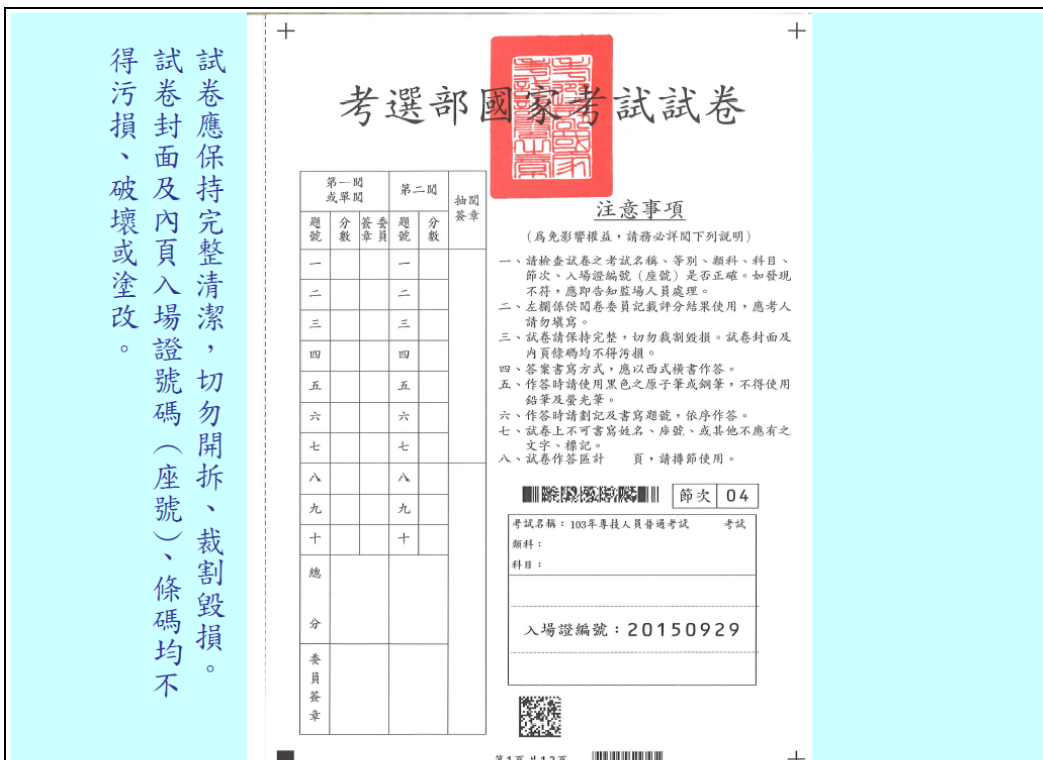 試卷應保持完整清潔，切勿開拆、裁割毀損。
試卷封面及內頁入場證號碼（座號）、條碼均不
得污損、破壞或塗改。
考選部國家考試試卷
第一閱
或單閱
第二閱
抽閱
簽章
題號 分數 委員簽章 題號 分數
一 一
二 二
三 三
四 四
五 五
六 六
七 七
八 八
九 九
十 十
總分
委員簽章
注意事項
(為免影響權益，請務必詳閱下列說明)
一、請檢查試卷之考試名稱、等別、類科、科目、
節次、入場證編號（座號）是否正確。如發現
不符，應即告知監場人員處理。
二、左欄係供閱卷委員記載評分結果使用，應考人
請勿填寫。
三、試卷請保持完整，切勿裁割毀損。試卷封面及
內頁條碼均不得污損。
四、答案書寫方式，應以西式橫書作答。
五、作答時請使用黑色之原子筆或鋼筆，不得使用
鉛筆及螢光筆。
六、作答時請劃記及書寫題號，依序作答。
七、試卷上不可書寫姓名、座號、或其他不應有之
文字、標記。
八、試卷作答區計 頁，請撙節使用。
節次 04
考試名稱：103年專技人員普通考試 考試
類科：
科目：
入場證編號：20150929
第1頁 共12頁